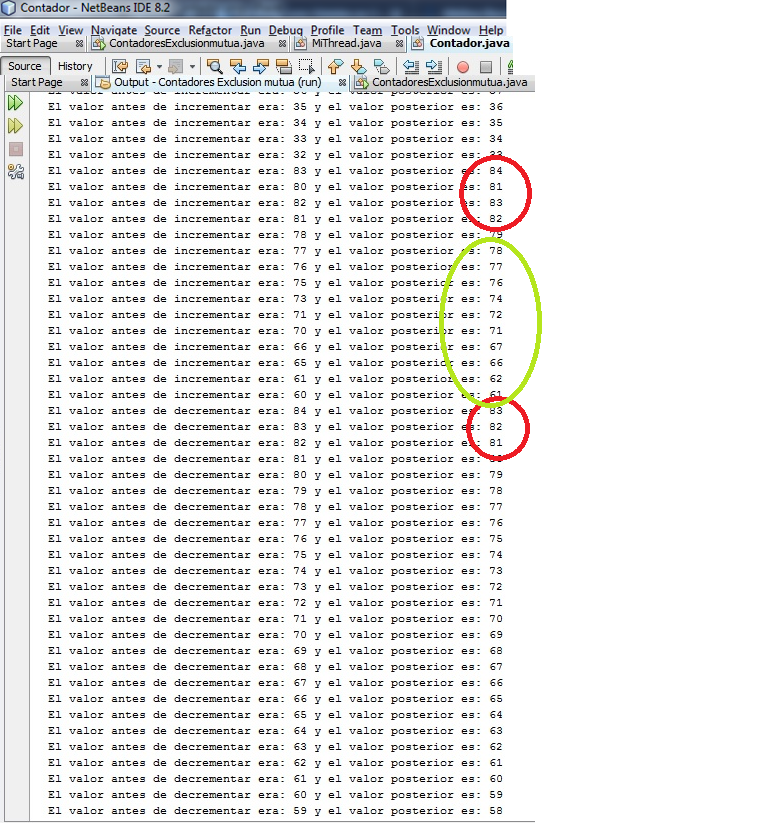 Contador - NetBeans IDE 8.2
File Edit View Navigate Source Refactor Run Debug Profile Team Tools Window Help
Start Page ContadoresExclusionmutua.java MiThread.java Contador.java
Source History
Start Page Output - Contadores Exclusion mutua (run) ContadoresExclusionmutua.java
El valor antes de incrementar era: 35 y el valor posterior es: 36
El valor antes de incrementar era: 34 y el valor posterior es: 35
El valor antes de incrementar era: 33 y el valor posterior es: 34
El valor antes de incrementar era: 32 y el valor posterior es: 33
El valor antes de incrementar era: 83 y el valor posterior es: 84
El valor antes de incrementar era: 80 y el valor posterior es: 81
El valor antes de incrementar era: 82 y el valor posterior es: 83
El valor antes de incrementar era: 81 y el valor posterior es: 82
El valor antes de incrementar era: 78 y el valor posterior es: 79
El valor antes de incrementar era: 77 y el valor posterior es: 78
El valor antes de incrementar era: 76 y el valor posterior es: 77
El valor antes de incrementar era: 75 y el valor posterior es: 76
El valor antes de incrementar era: 73 y el valor posterior es: 74
El valor antes de incrementar era: 71 y el valor posterior es: 72
El valor antes de incrementar era: 70 y el valor posterior es: 71
El valor antes de incrementar era: 66 y el valor posterior es: 67
El valor antes de incrementar era: 65 y el valor posterior es: 66
El valor antes de incrementar era: 61 y el valor posterior es: 62
El valor antes de incrementar era: 60 y el valor posterior es: 61
El valor antes de decrementar era: 84 y el valor posterior es: 83
El valor antes de decrementar era: 83 y el valor posterior es: 82
El valor antes de decrementar era: 82 y el valor posterior es: 81
El valor antes de decrementar era: 81 y el valor posterior es:
El valor antes de decrementar era: 80 y el valor posterior es: 79
El valor antes de decrementar era: 79 y el valor posterior es: 78
El valor antes de decrementar era: 78 y el valor posterior es: 77
El valor antes de decrementar era: 77 y el valor posterior es: 76
El valor antes de decrementar era: 76 y el valor posterior es: 75
El valor antes de decrementar era: 75 y el valor posterior es: 74
El valor antes de decrementar era: 74 y el valor posterior es: 73
El valor antes de decrementar era: 73 y el valor posterior es: 72
El valor antes de decrementar era: 72 y el valor posterior es: 71
El valor antes de decrementar era: 71 y el valor posterior es: 70
El valor antes de decrementar era: 70 y el valor posterior es: 69
El valor antes de decrementar era: 69 y el valor posterior es: 68
El valor antes de decrementar era: 68 y el valor posterior es: 67
El valor antes de decrementar era: 67 y el valor posterior es: 66
El valor antes de decrementar era: 66 y el valor posterior es: 65
El valor antes de decrementar era: 65 y el valor posterior es: 64
El valor antes de decrementar era: 64 y el valor posterior es: 63
El valor antes de decrementar era: 63 y el valor posterior es: 62
El valor antes de decrementar era: 62 y el valor posterior es: 61
El valor antes de decrementar era: 61 y el valor posterior es: 60
El valor antes de decrementar era: 60 y el valor posterior es: 59
El valor antes de decrementar era: 59 y el valor posterior es: 58